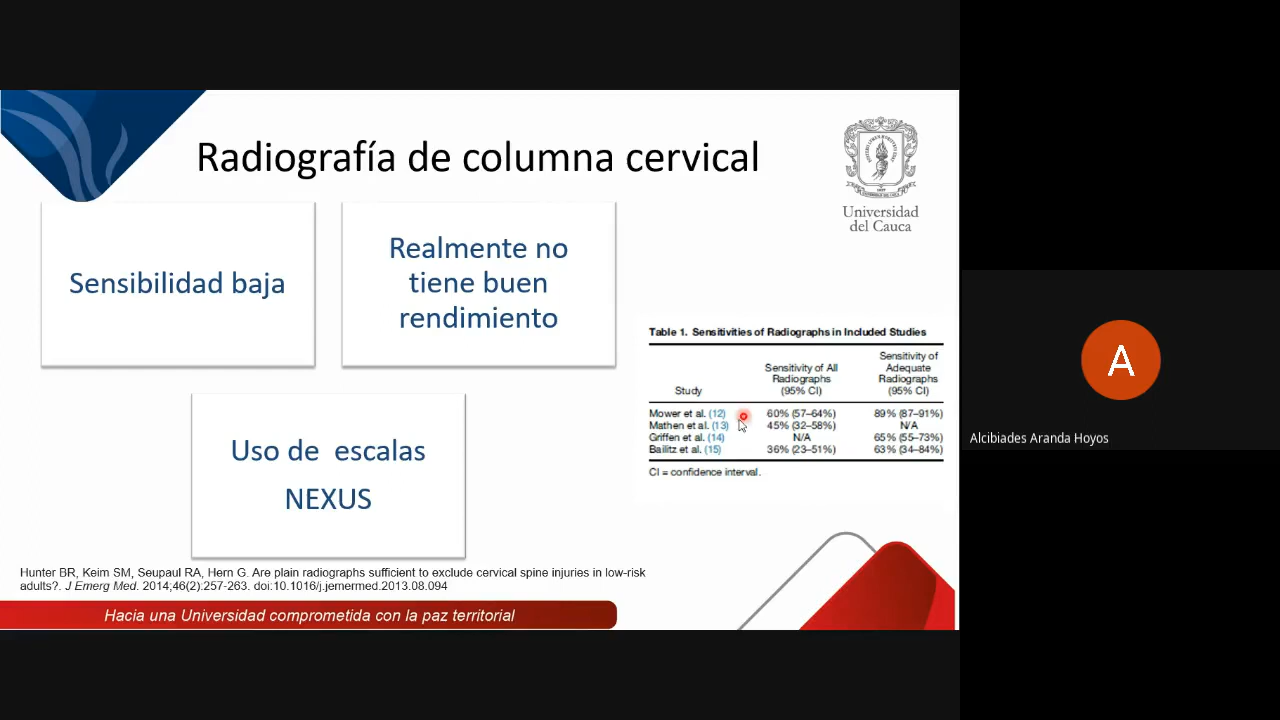 Radiografía de columna cervical
Universidad
del Cauca
Sensibilidad baja
Realmente no
tiene buen
rendimiento
Uso de escalas
NEXUS
Table 1. Sensitivities of Radiographs in Included Studies
Study
Sensitivity of All
Radiographs
(95% CI)
Sensitivity of
Adequate
Radiographs
(95% CI)
Mower et al. (12) 60% (57–64%) 89% (87–91%)
Mathen et al. (13) 45% (32–58%) N/A
Griffen et al. (14) N/A 65% (55–73%)
Bailitz et al. (15) 36% (23–51%) 63% (34–84%)
CI = confidence interval.
Hunter BR, Keim SM, Seupaul RA, Hern G. Are plain radiographs sufficient to exclude cervical spine injuries in low-risk
adults?. J Emerg Med. 2014;46(2):257-263. doi:10.1016/j.jemermed.2013.08.094
Hacia una Universidad comprometida con la paz territorial
A
Alcibiades Aranda Hoyos